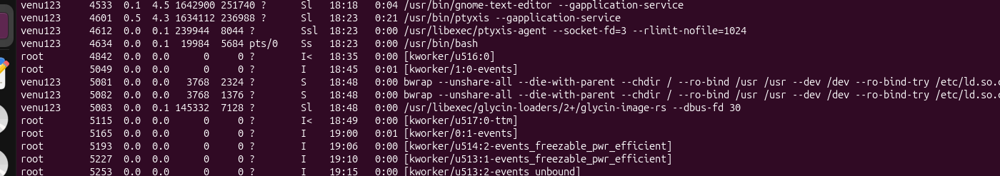 venu123 4533 0.1 4.5 1642900 251740 ? Sl 18:18 0:04 /usr/bin/gnome-text-editor --gapplication-service
venu123 4601 0.5 4.3 1634112 236988 ? Sl 18:23 0:21 /usr/bin/ptyxis --gapplication-service
venu123 4612 0.0 0.1 239944 8044 ? Ssl 18:23 0:00 /usr/libexec/ptyxis-agent --socket-fd=3 --rlimit-nofile=1024
venu123 4634 0.0 0.1 19984 5684 pts/0 Ss 18:23 0:00 /usr/bin/bash
root 4842 0.0 0.0 0 0 ? I< 18:35 0:00 [kworker/u516:0]
root 5049 0.0 0.0 0 0 ? I 18:45 0:01 [kworker/1:0-events]
venu123 5081 0.0 0.0 3768 2324 ? S 18:48 0:00 bwrap --unshare-all --die-with-parent --chdir / --ro-bind /usr /usr --dev /dev --ro-bind-try /etc/ld.so.c
venu123 5082 0.0 0.0 3768 1376 ? S 18:48 0:00 bwrap --unshare-all --die-with-parent --chdir / --ro-bind /usr /usr --dev /dev --ro-bind-try /etc/ld.so.c
venu123 5083 0.0 0.1 145332 7128 ? Sl 18:48 0:00 /usr/libexec/glycin-loaders/2+/glycin-image-rs --dbus-fd 30
root 5115 0.0 0.0 0 0 ? I< 18:49 0:00 [kworker/u517:0-ttm]
root 5165 0.0 0.0 0 0 ? I 19:00 0:01 [kworker/0:1-events]
root 5193 0.0 0.0 0 0 ? I 19:06 0:00 [kworker/u514:2-events_freezable_pwr_efficient]
root 5227 0.0 0.0 0 0 ? I 19:10 0:00 [kworker/u513:1-events_freezable_pwr_efficient]
root 5253 0.0 0.0 0 0 ? I 19:15 0:00 [kworker/u513:2-events_unbound]